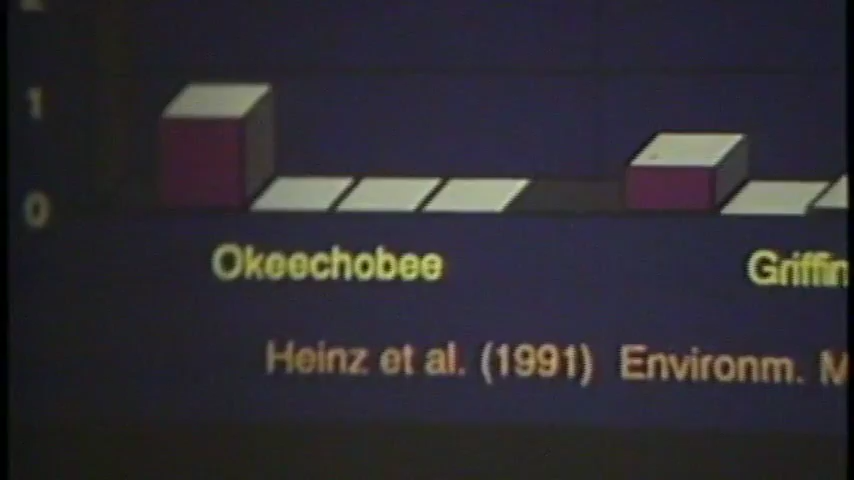 1
0
Okeechobee
Griffin
Heinz et al. (1991) Environm. M